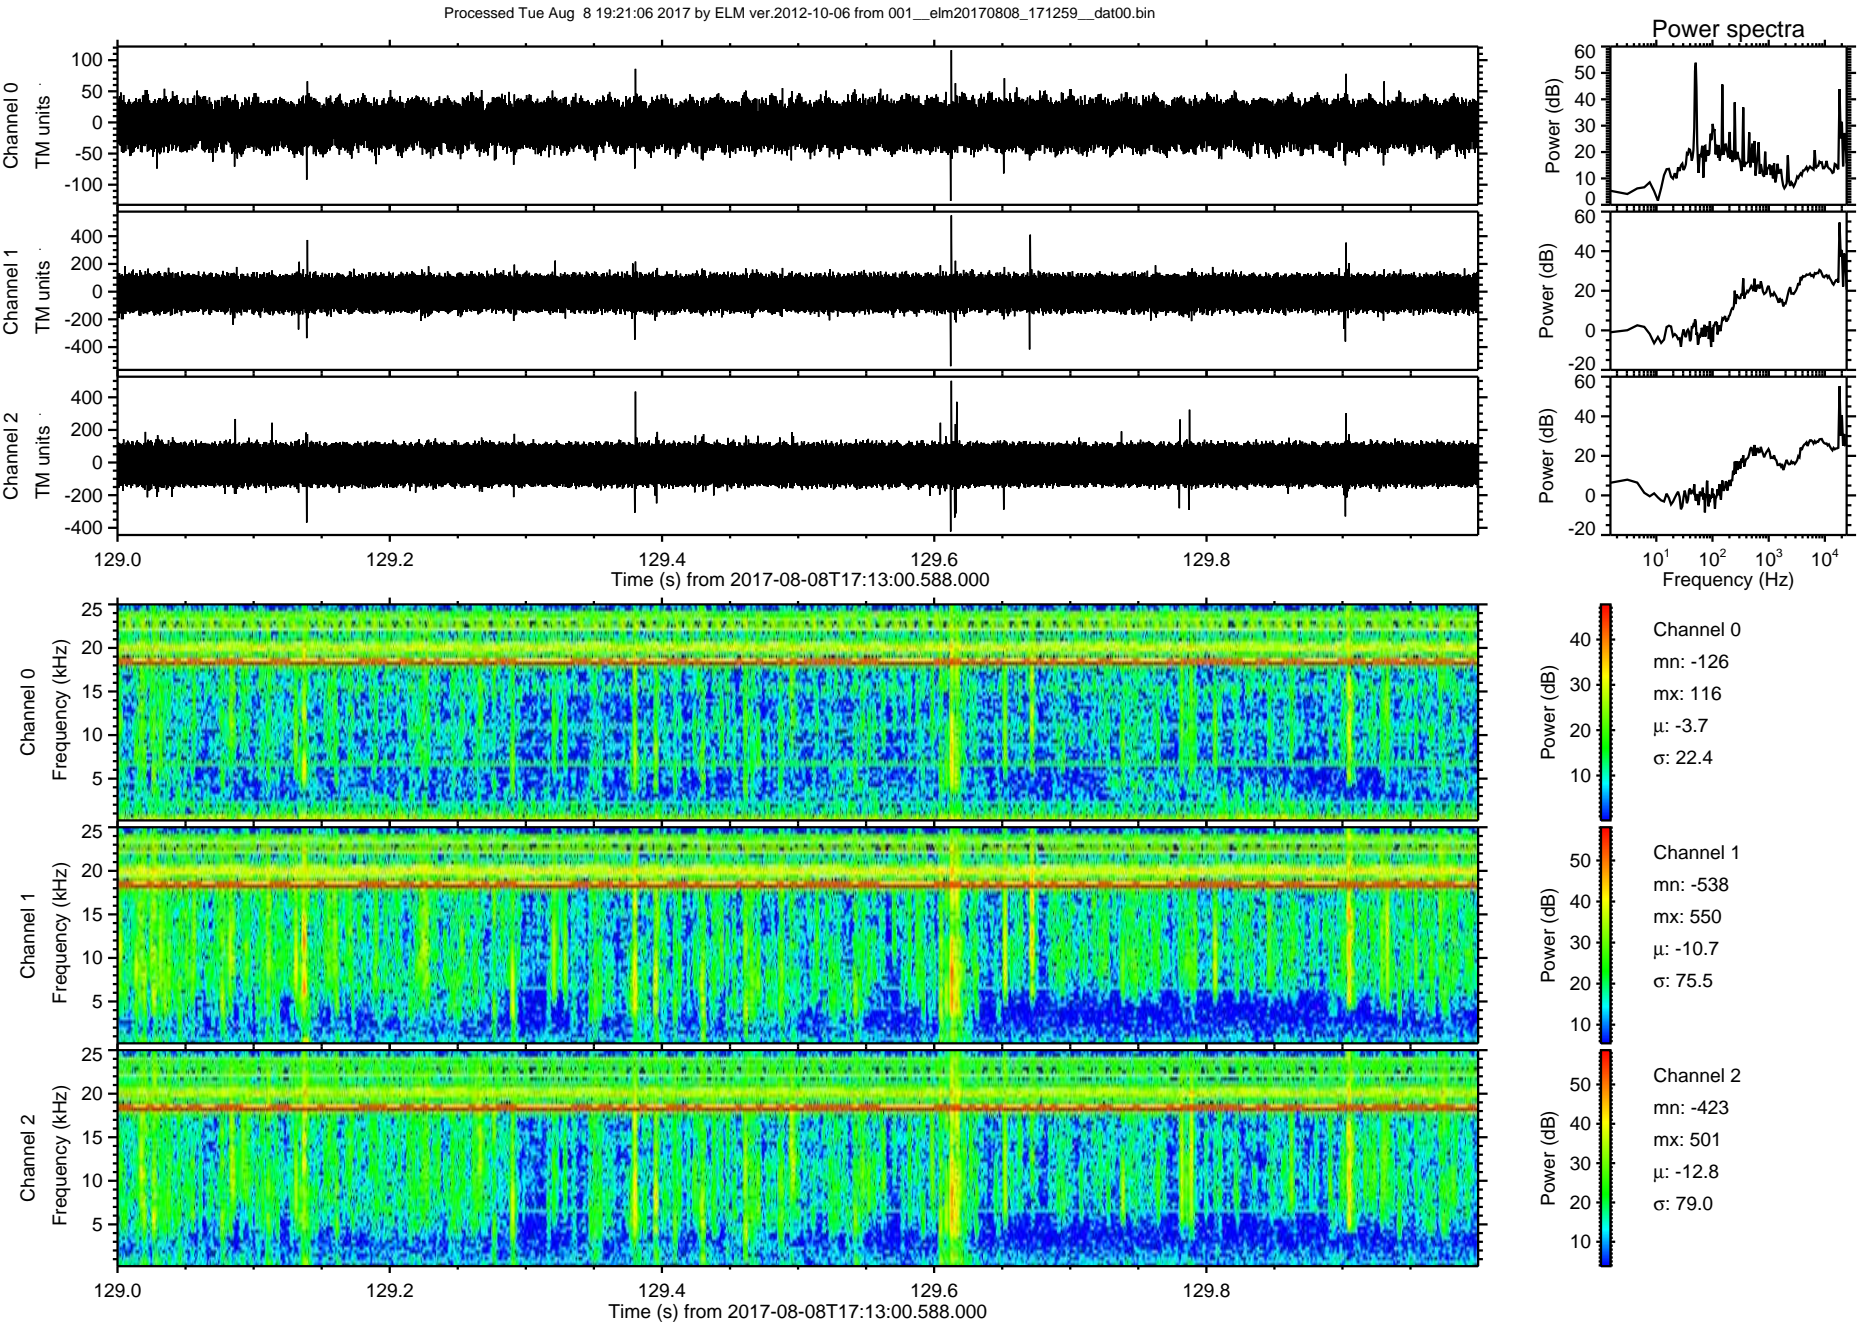 Processed Tue Aug  8 19:21:06 2017 by ELM ver.2012-10-06 from 001__elm20170808_171259__dat00.bin
Power spectra
Channel 0
TM units
100
50
0
-50
-100
Power (dB)
60
50
40
30
20
10
0
Channel 1
TM units
400
200
0
-200
-400
Power (dB)
60
40
20
0
-20
Channel 2
TM units
400
200
0
-200
-400
Power (dB)
60
40
20
0
-20
129.0 129.2 129.4 129.6 129.8
Time (s) from 2017-08-08T17:13:00.588.000
10^1 10^2 10^3 10^4
Frequency (Hz)
Channel 0
Frequency (kHz)
25
20
15
10
5
Power (dB)
40
30
20
10
Channel 0
mn: -126
mx: 116
μ: -3.7
σ: 22.4
Channel 1
Frequency (kHz)
25
20
15
10
5
Power (dB)
50
40
30
20
10
Channel 1
mn: -538
mx: 550
μ: -10.7
σ: 75.5
Channel 2
Frequency (kHz)
25
20
15
10
5
Power (dB)
50
40
30
20
10
Channel 2
mn: -423
mx: 501
μ: -12.8
σ: 79.0
129.0 129.2 129.4 129.6 129.8
Time (s) from 2017-08-08T17:13:00.588.000